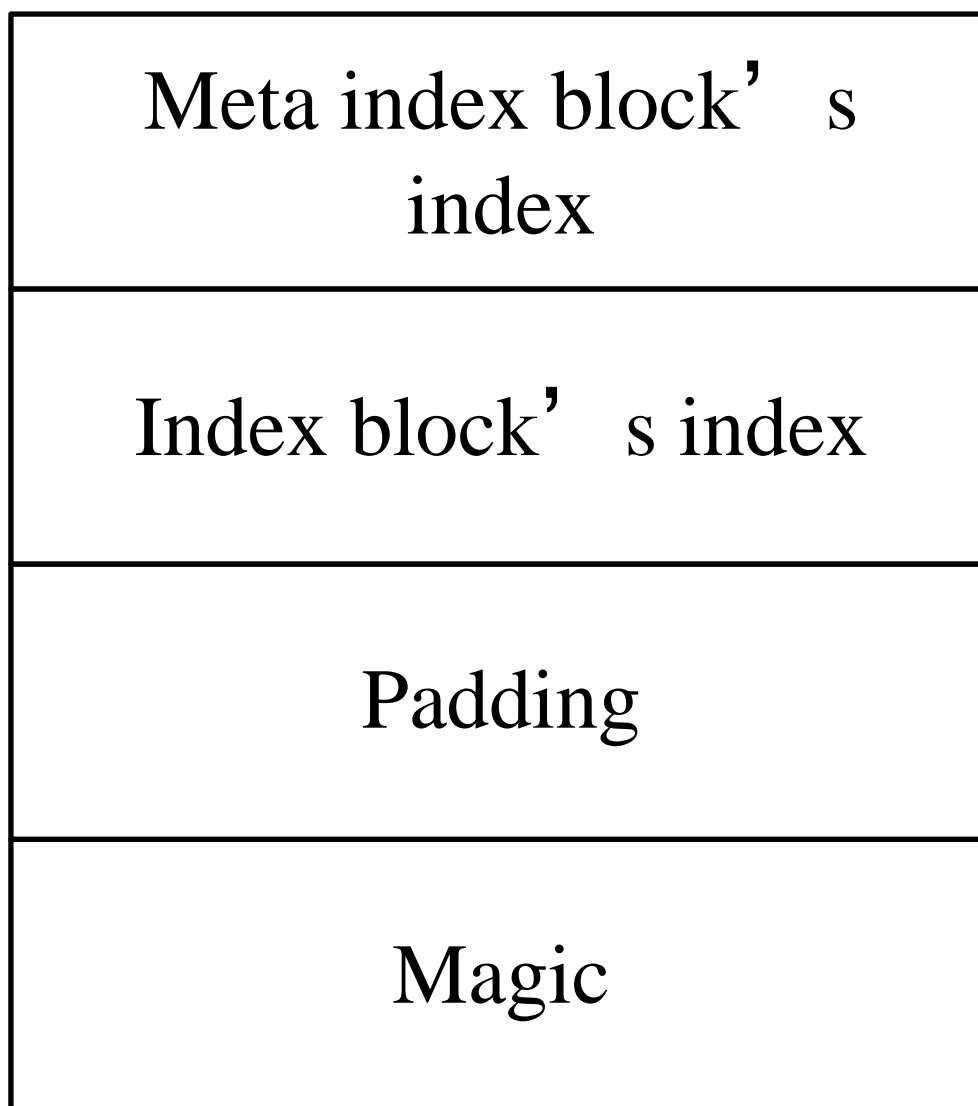 Meta index block’s
index
Index block’s index
Padding
Magic